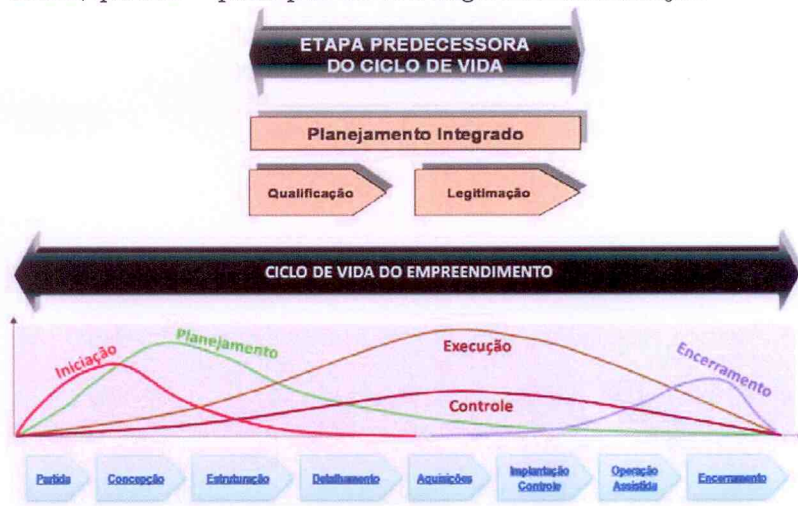 ETAPA PREDECESSORA
DO CICLO DE VIDA
Planejamento Integrado
Qualificação
Legitimação
CICLO DE VIDA DO EMPREENDIMENTO
Iniciação
Planejamento
Execução
Controle
Encerramento
Partida
Concepção
Estruturação
Detalhamento
Aquisições
Implantação
Controle
Operação
Assistida
Encerramento